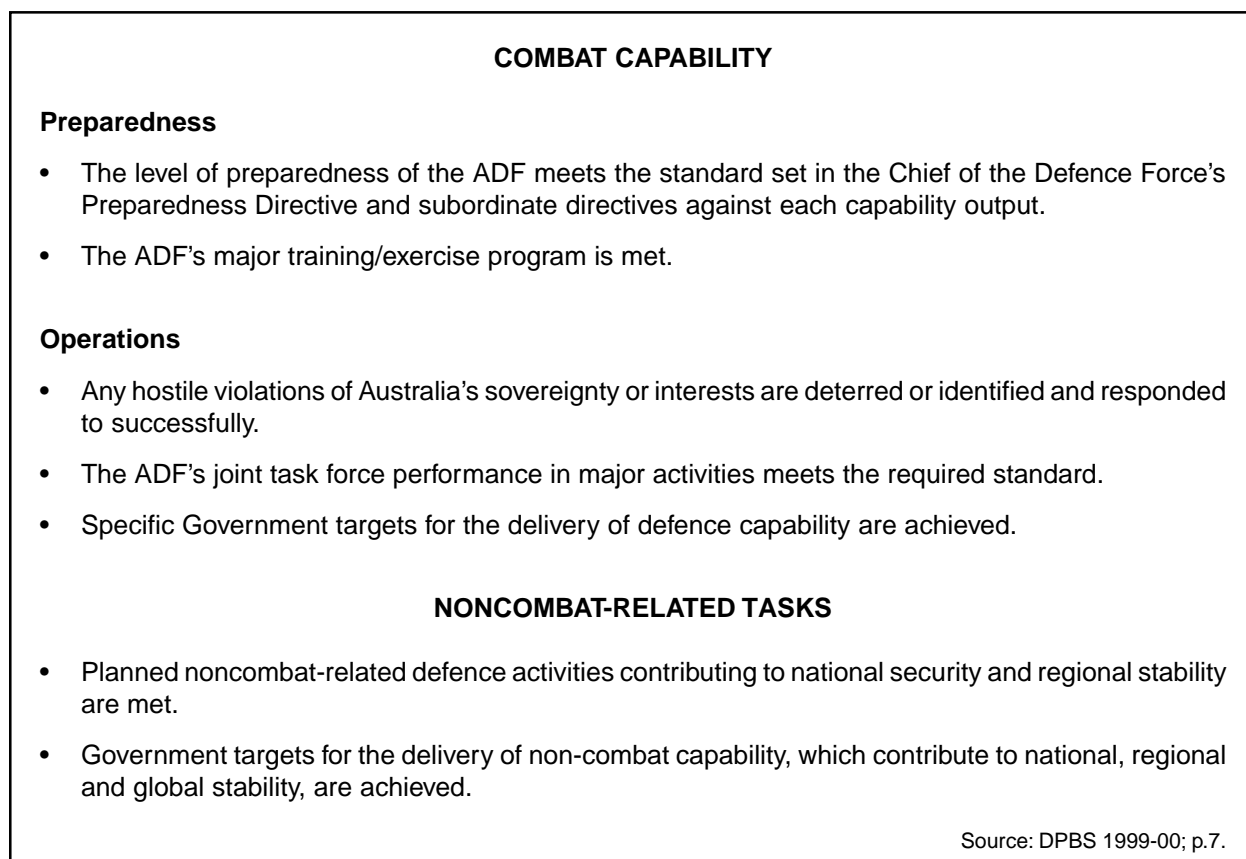 COMBAT CAPABILITY
Preparedness
• The level of preparedness of the ADF meets the standard set in the Chief of the Defence Force’s
Preparedness Directive and subordinate directives against each capability output.
• The ADF’s major training/exercise program is met.
Operations
• Any hostile violations of Australia’s sovereignty or interests are deterred or identified and responded
to successfully.
• The ADF’s joint task force performance in major activities meets the required standard.
• Specific Government targets for the delivery of defence capability are achieved.
NONCOMBAT-RELATED TASKS
• Planned noncombat-related defence activities contributing to national security and regional stability
are met.
• Government targets for the delivery of non-combat capability, which contribute to national, regional
and global stability, are achieved.
Source: DPBS 1999-00; p.7.